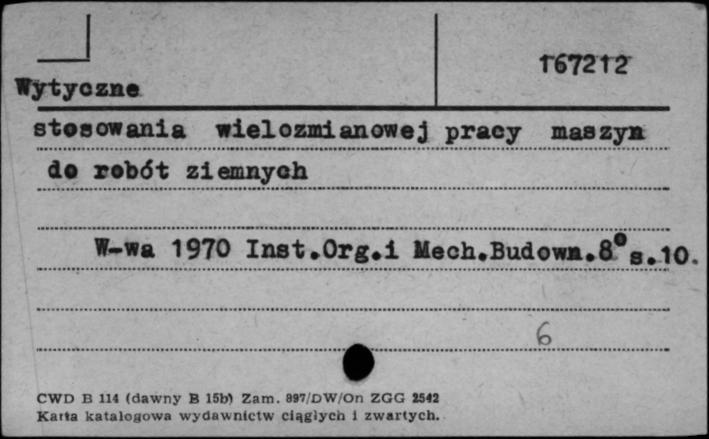 167212
Wytyczne
stosowania wielozmianowej pracy maszyn
do robót ziemnych
W-wa 1970 Inst.Org.i Mech.Budown.8° s.10.
6
CWD B 114 (dawny B 15b) Zam. 897/DW/On ZGG 2542
Karta katalogowa wydawnictw ciągłych i zwartych.